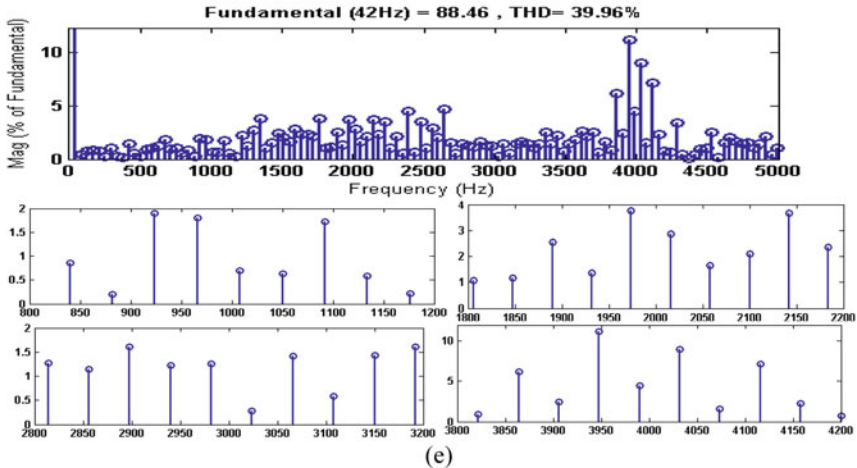 Fundamental (42Hz) = 88.46 , THD= 39.96%
Mag (% of Fundamental)
10
5
0
0 500 1000 1500 2000 2500 3000 3500 4000 4500 5000
Frequency (Hz)
2
1.5
1
0.5
0
800 850 900 950 1000 1050 1100 1150 1200
4
3
2
1
0
1800 1850 1900 1950 2000 2050 2100 2150 2200
2
1.5
1
0.5
0
2800 2850 2900 2950 3000 3050 3100 3150 3200
10
5
0
3800 3850 3900 3950 4000 4050 4100 4150 4200
(e)